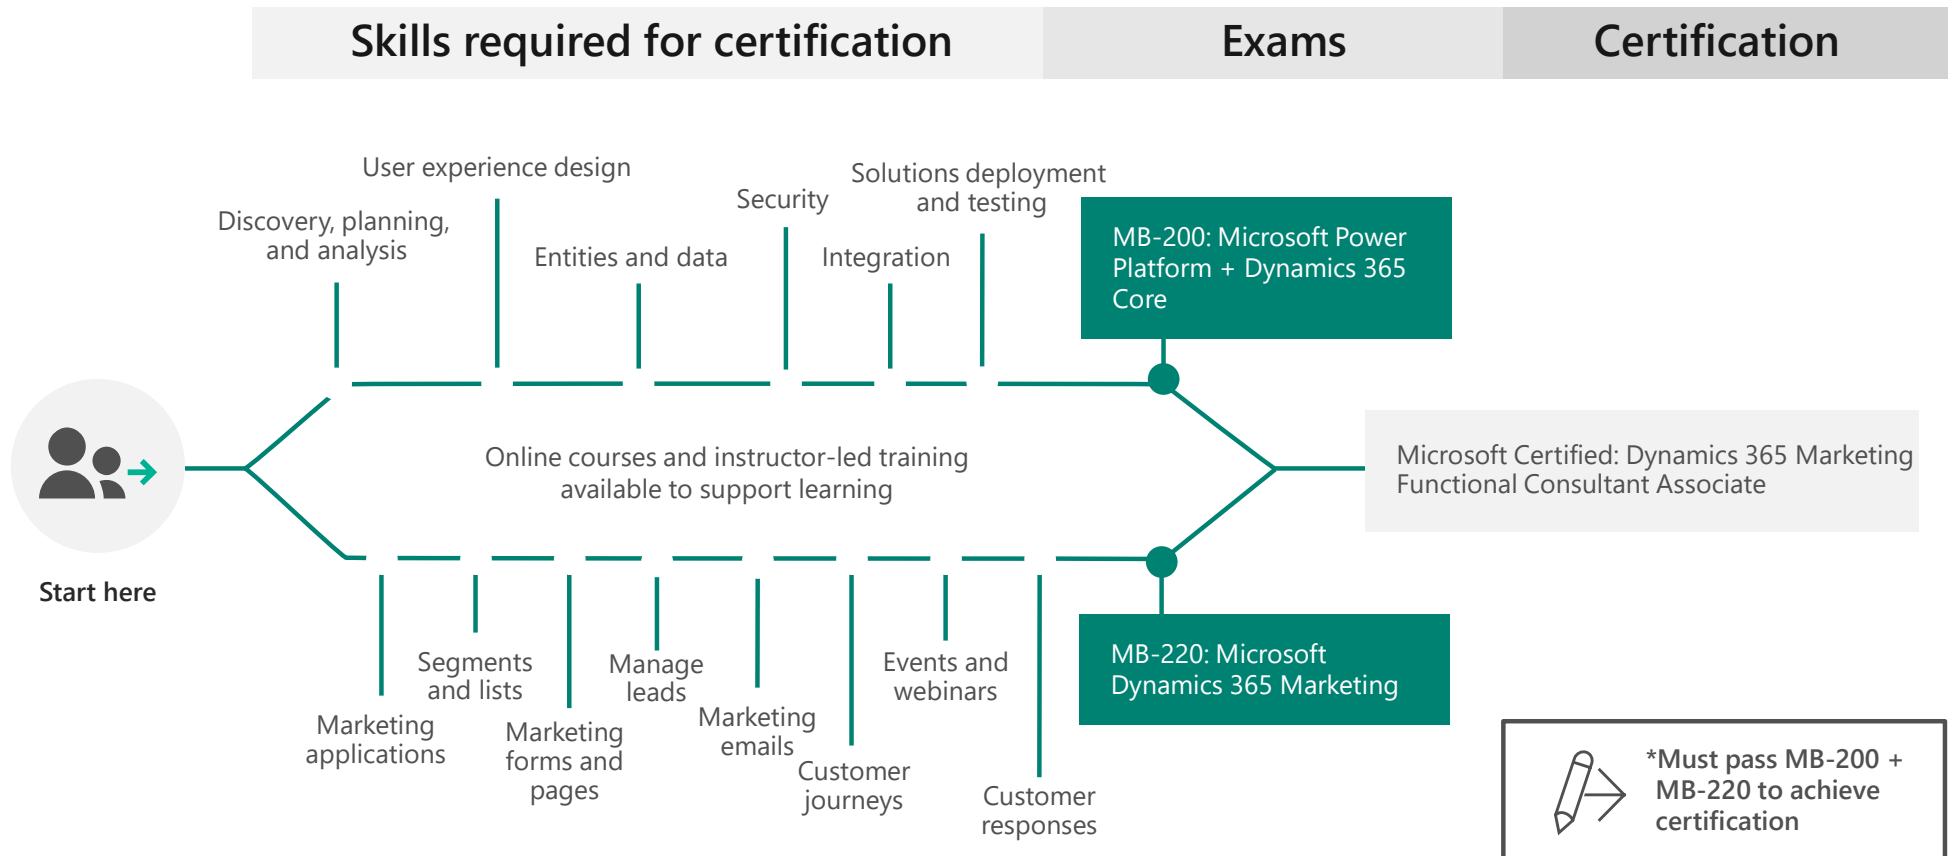 Skills required for certification
Exams
Certification
User experience design
Solutions deployment
and testing
Security
Discovery, planning,
and analysis
Entities and data
Integration
MB-200: Microsoft Power
Platform + Dynamics 365
Core
Online courses and instructor-led training
available to support learning
Microsoft Certified: Dynamics 365 Marketing
Functional Consultant Associate
Start here
Segments
and lists
Manage
leads
Events and
webinars
MB-220: Microsoft
Dynamics 365 Marketing
Marketing
applications
Marketing
forms and
pages
Marketing
emails
Customer
journeys
Customer
responses
*Must pass MB-200 +
MB-220 to achieve
certification